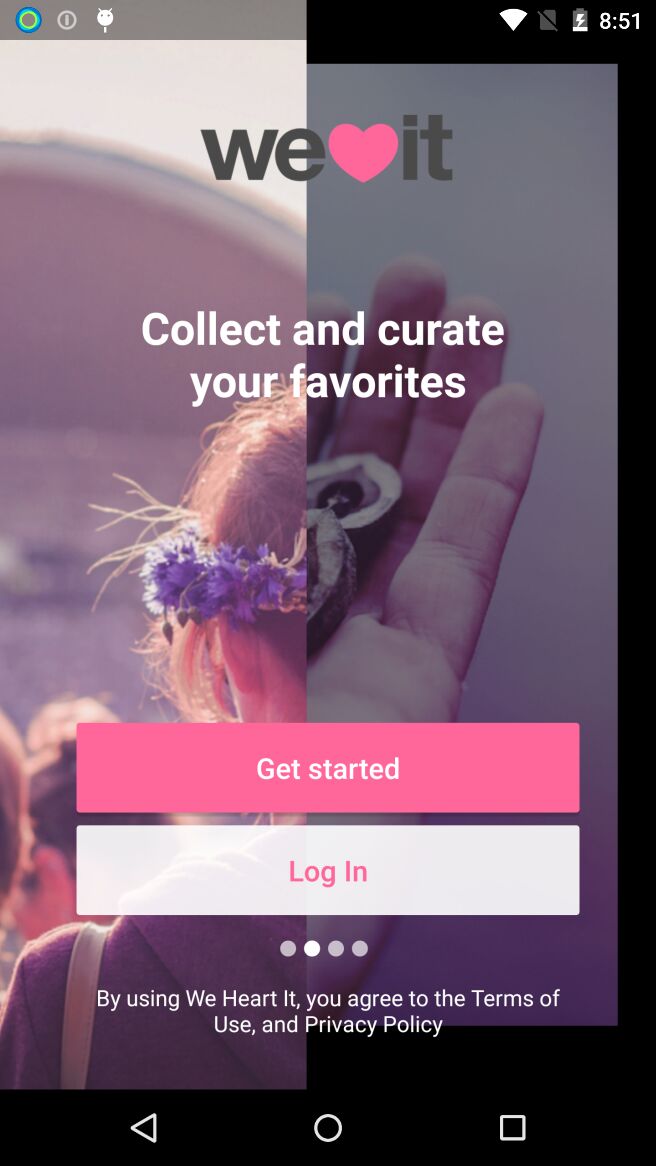 8:51
we it
Collect and curate
your favorites
Get started
Log In
By using We Heart It, you agree to the Terms of
Use, and Privacy Policy